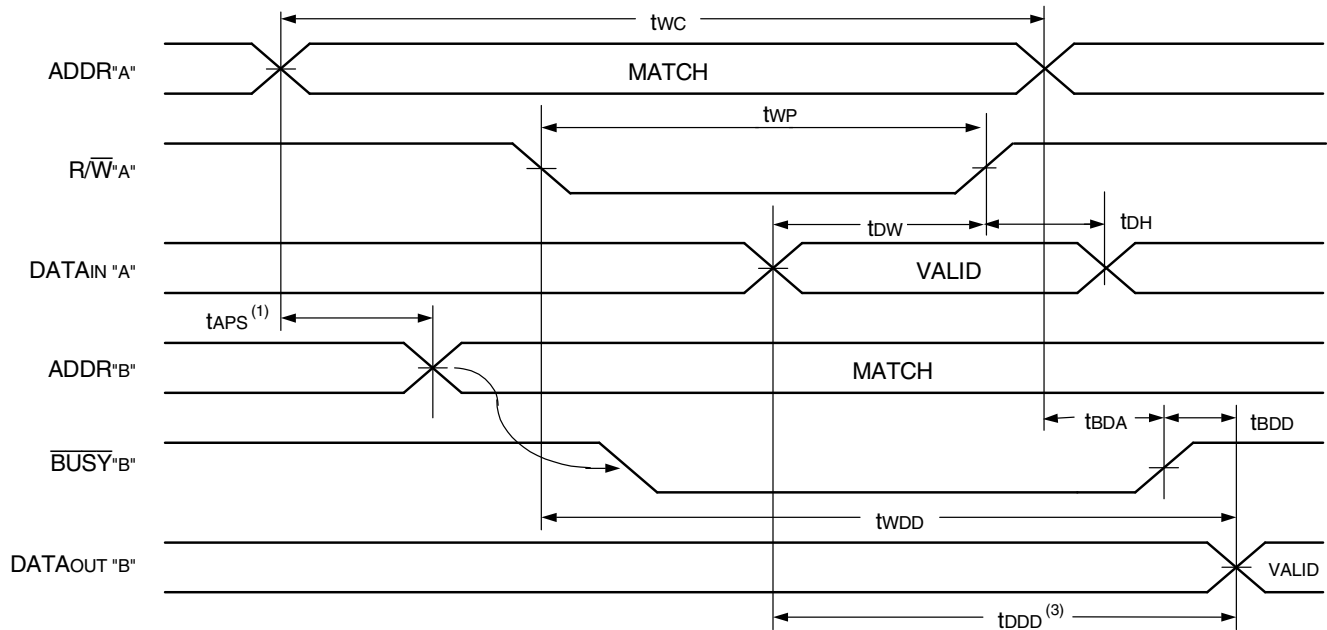 tWC
ADDR"A"
MATCH
tWP
R/W̅"A"
tDW
tDH
DATAIN "A"
VALID
tAPS (1)
ADDR"B"
MATCH
tBDA
tBDD
B̅U̅S̅Y̅"B"
tWDD
DATAOUT "B"
VALID
tDDD (3)